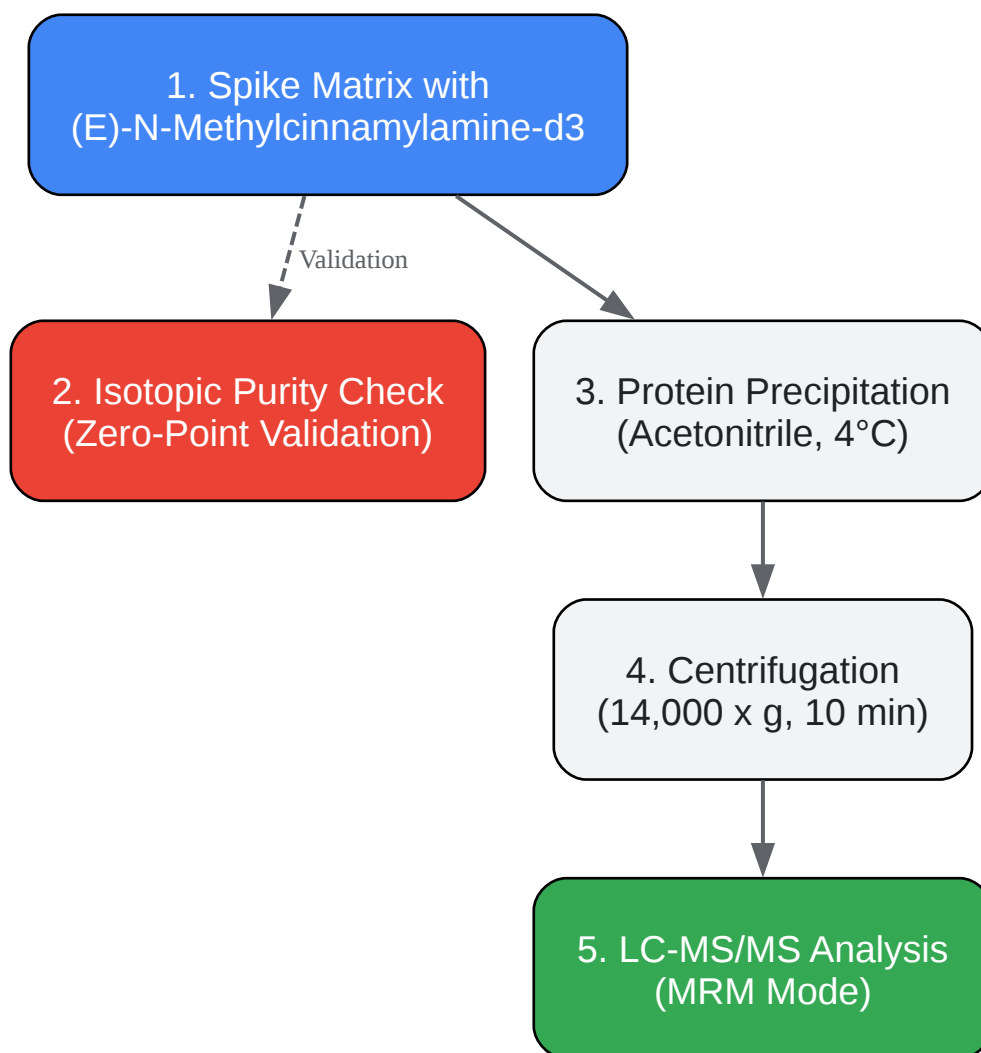 1. Spike Matrix with
(E)-N-Methylcinnamylamine-d3
Validation
2. Isotopic Purity Check
(Zero-Point Validation)
3. Protein Precipitation
(Acetonitrile, 4°C)
4. Centrifugation
(14,000 x g, 10 min)
5. LC-MS/MS Analysis
(MRM Mode)